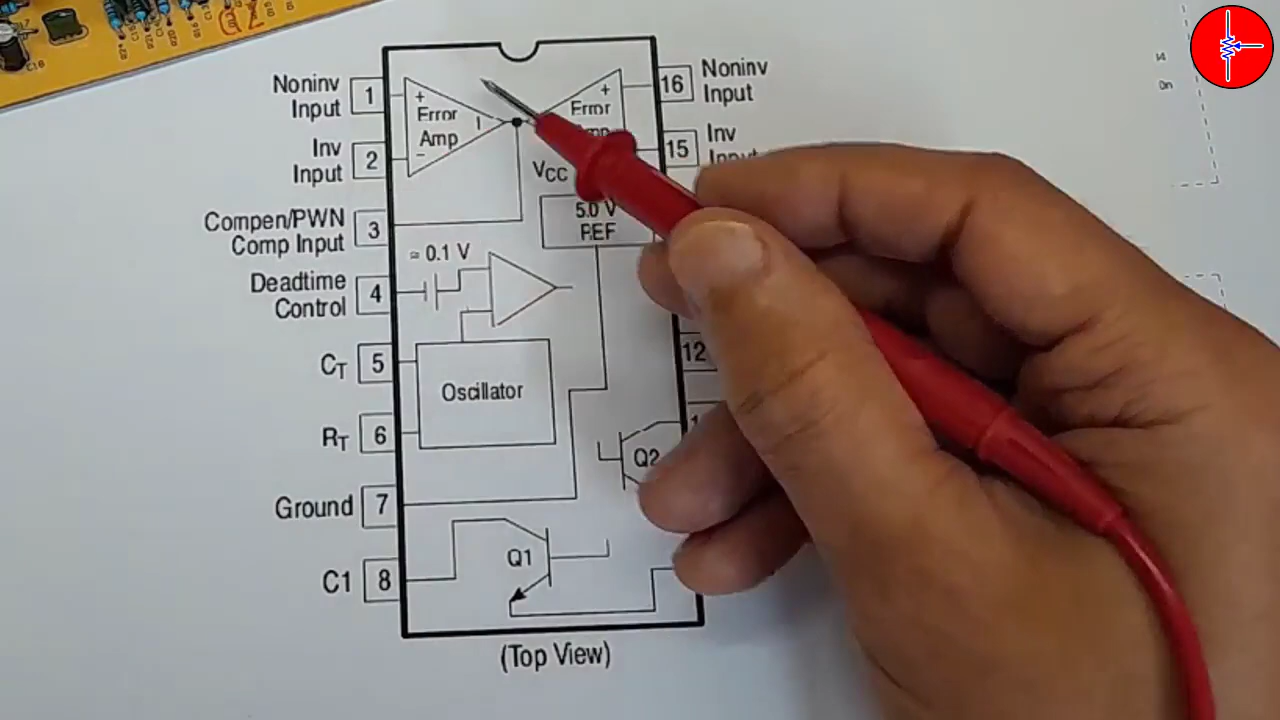 Noninv
Input
1
+
Error
Amp
−
Inv
Input
2
Compen/PWN
Comp Input
3
≃ 0.1 V
Deadtime
Control
4
CT
5
Oscillator
RT
6
Ground
7
C1
8
Q1
+
Error
16
Noninv
Input
15
Inv
VCC
5.0 V
REF
12
Q2
(Top View)